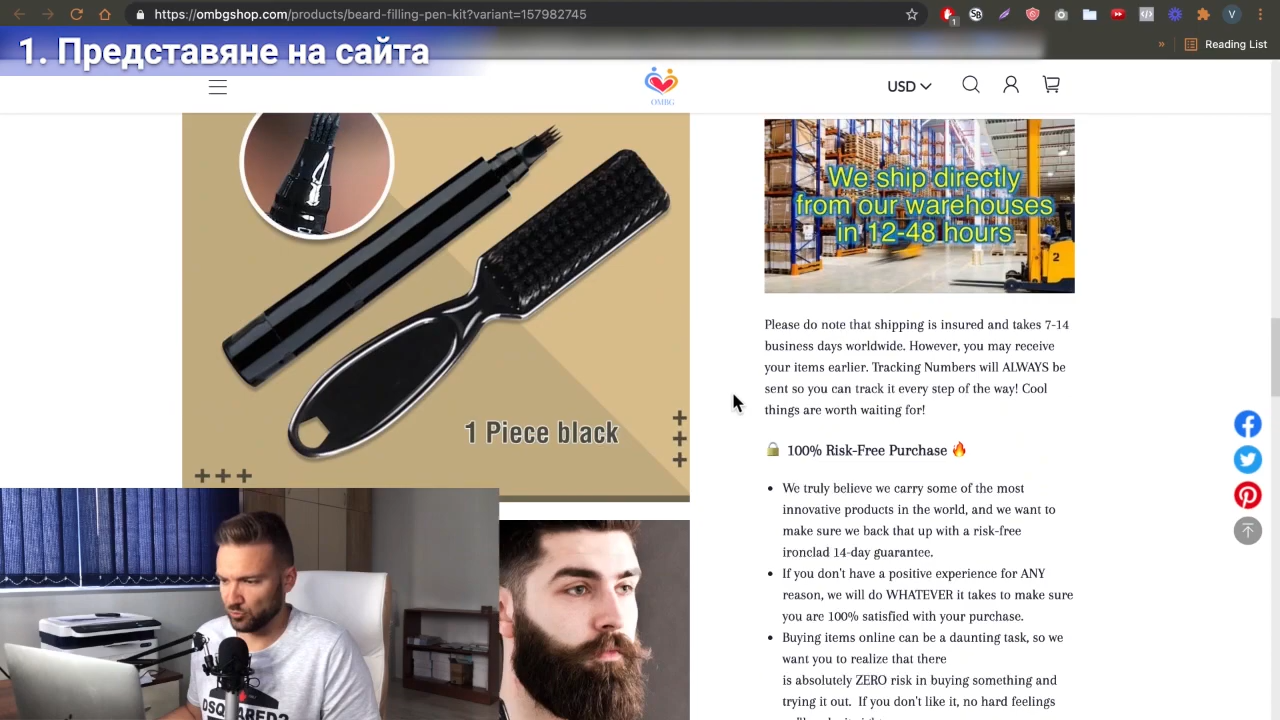 https://ombgshop.com/products/beard-filling-pen-kit?variant=157982745
1. Представяне на сайта
Reading List
OMBG
USD
We ship directly
from our warehouses
in 12-48 hours
2
Please do note that shipping is insured and takes 7-14
business days worldwide. However, you may receive
your items earlier. Tracking Numbers will ALWAYS be
sent so you can track it every step of the way! Cool
things are worth waiting for!
1 Piece black
100% Risk-Free Purchase
We truly believe we carry some of the most
innovative products in the world, and we want to
make sure we back that up with a risk-free
ironclad 14-day guarantee.
If you don't have a positive experience for ANY
reason, we will do WHATEVER it takes to make sure
you are 100% satisfied with your purchase.
Buying items online can be a daunting task, so we
want you to realize that there
is absolutely ZERO risk in buying something and
trying it out. If you don't like it, no hard feelings